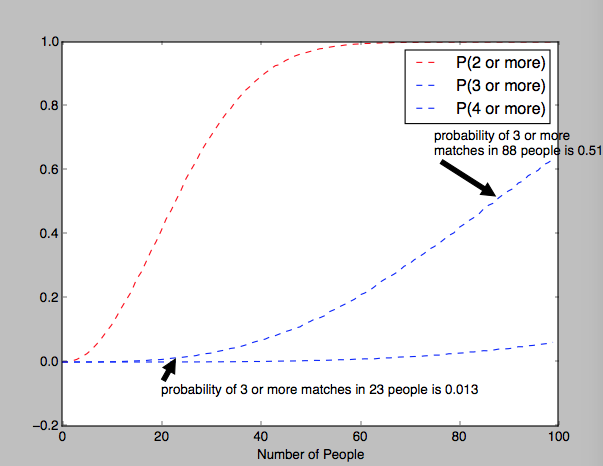 1.0
P(2 or more)
P(3 or more)
P(4 or more)
0.8
probability of 3 or more
matches in 88 people is 0.51
0.6
0.4
0.2
0.0
probability of 3 or more matches in 23 people is 0.013
−0.2
0 20 40 60 80 100
Number of People